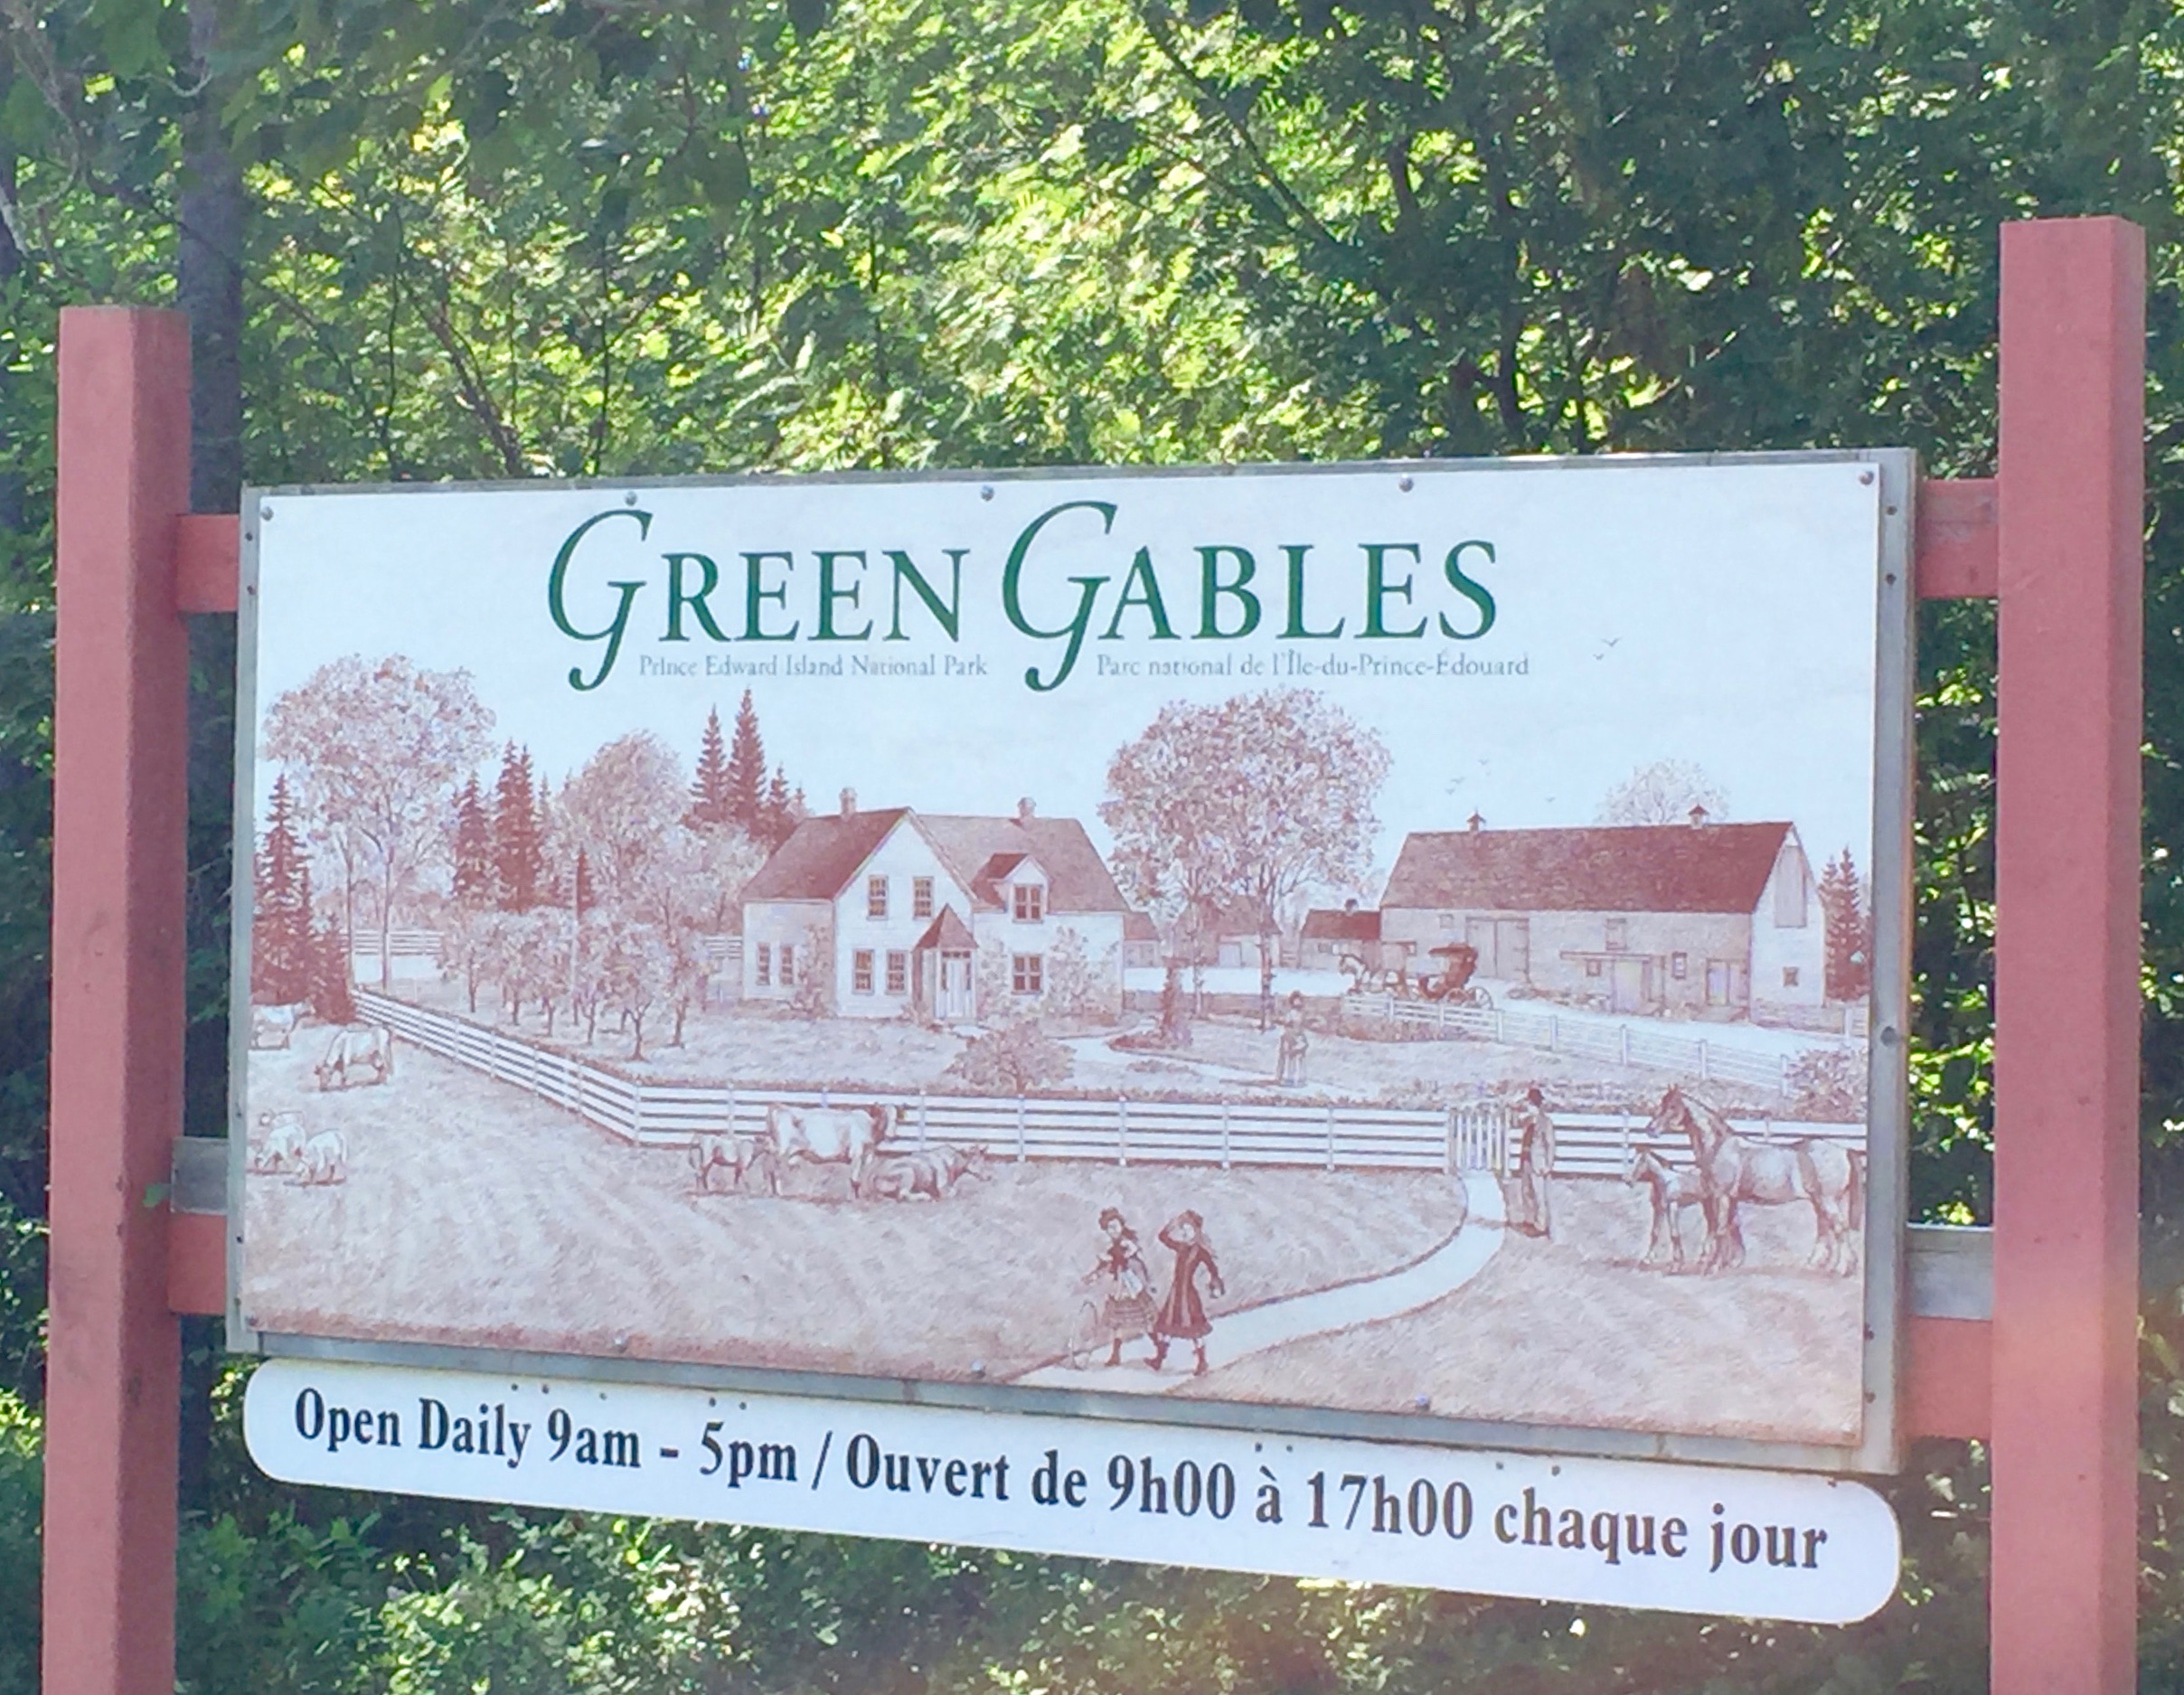 GREEN GABLES
Prince Edward Island National Park Parc national de l'Île-du-Prince-Édouard
Open Daily 9am - 5pm / Ouvert de 9h00 à 17h00 chaque jour